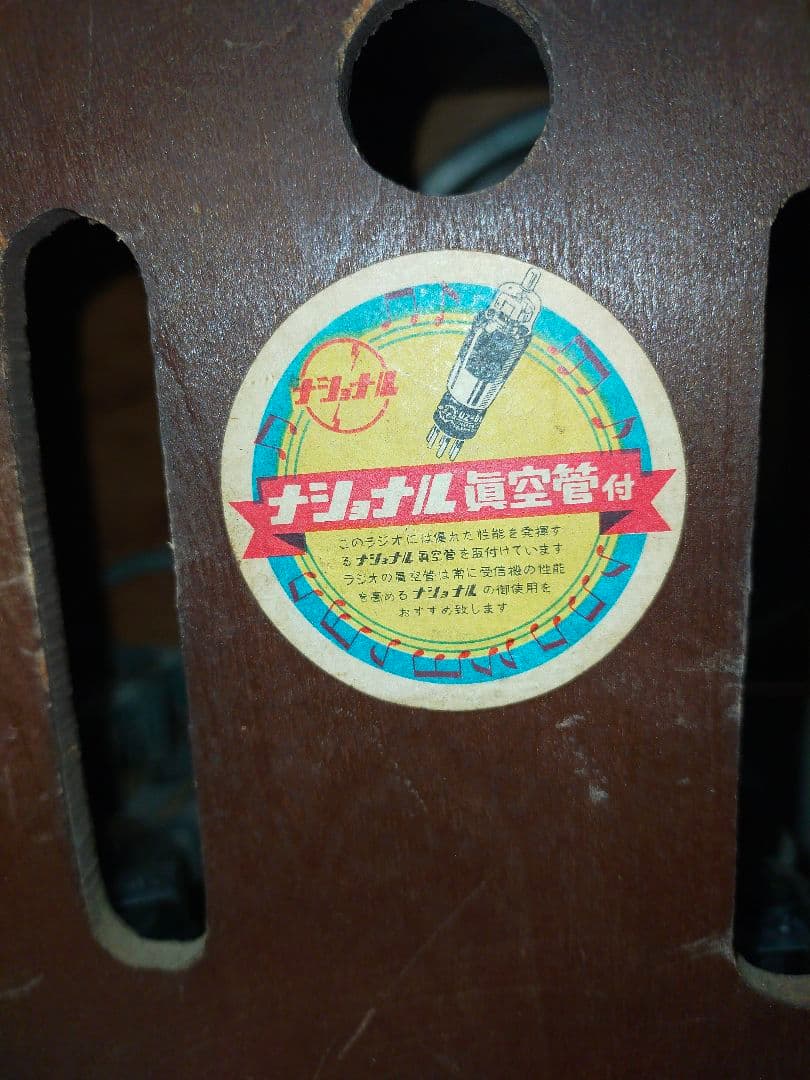 ナショナル
ナショナル眞空管付
このラジオには優れた性能を発揮す
るナショナル眞空管を取付けています
ラジオの眞空管は常に受信機の性能
を高めるナショナルの御使用を
おすすめ致します